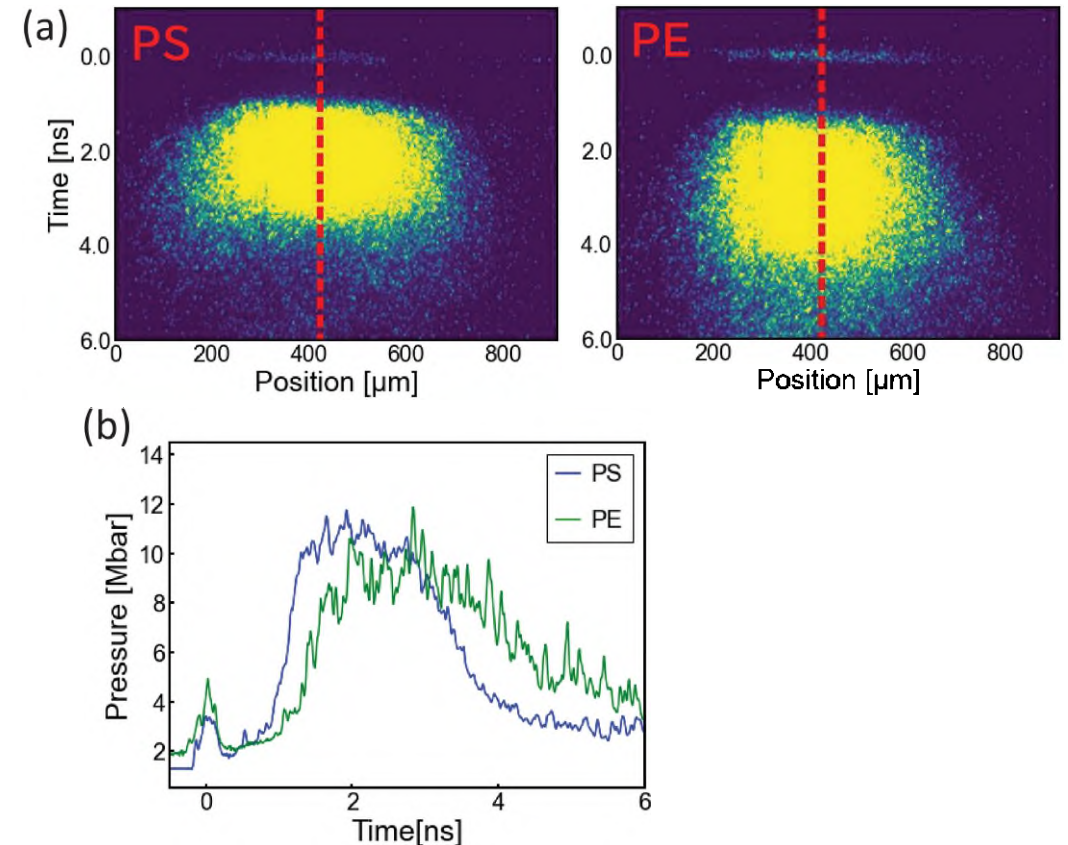 (a)
PS
PE
0.0
2.0
4.0
6.0
Time [ns]
0 200 400 600 800
Position [μm]
0.0
2.0
4.0
6.0
0 200 400 600 800
Position [μm]
(b)
14
12
10
8
6
4
2
Pressure [Mbar]
PS
PE
0 2 4 6
Time[ns]